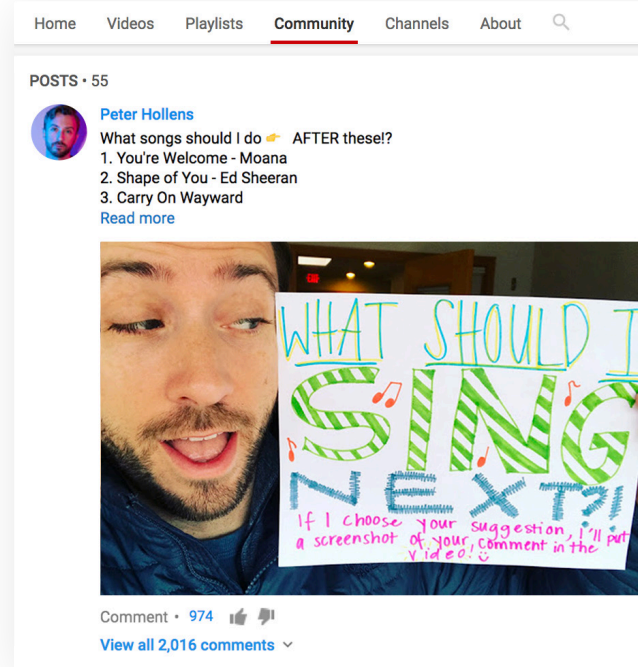 Home Videos Playlists Community Channels About
POSTS • 55
Peter Hollens
What songs should I do 👉 AFTER these!?
1. You're Welcome - Moana
2. Shape of You - Ed Sheeran
3. Carry On Wayward
Read more
WHAT SHOULD I
SING
NEXT?!
If I choose your suggestion, I'll put
a screenshot of your comment in the
video! ☺
Comment • 974
View all 2,016 comments